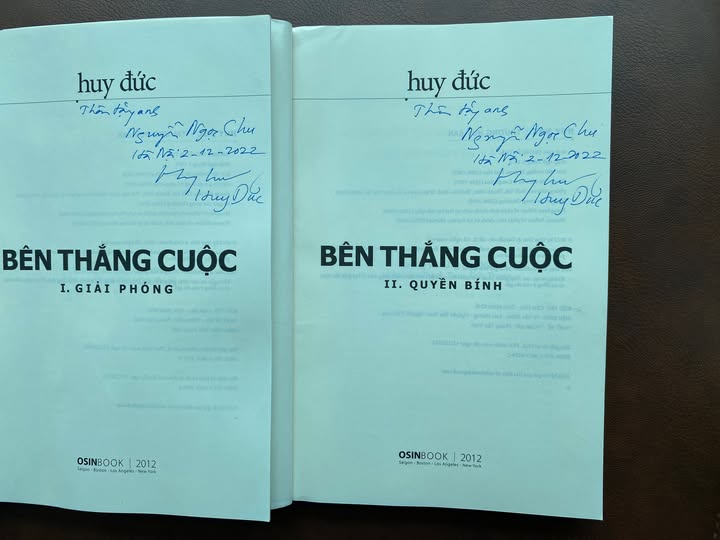 huy đức
Thân tặng anh
Nguyễn Ngọc Chu
Hà Nội 2-12-2022
Huy Đức
BÊN THẮNG CUỘC
I. GIẢI PHÓNG
OSINBOOK | 2012
Saigon - Boston - Los Angeles - New York
huy đức
Thân tặng anh
Nguyễn Ngọc Chu
Hà Nội 2-12-2022
Huy Đức
BÊN THẮNG CUỘC
II. QUYỀN BÍNH
OSINBOOK | 2012
Saigon - Boston - Los Angeles - New York